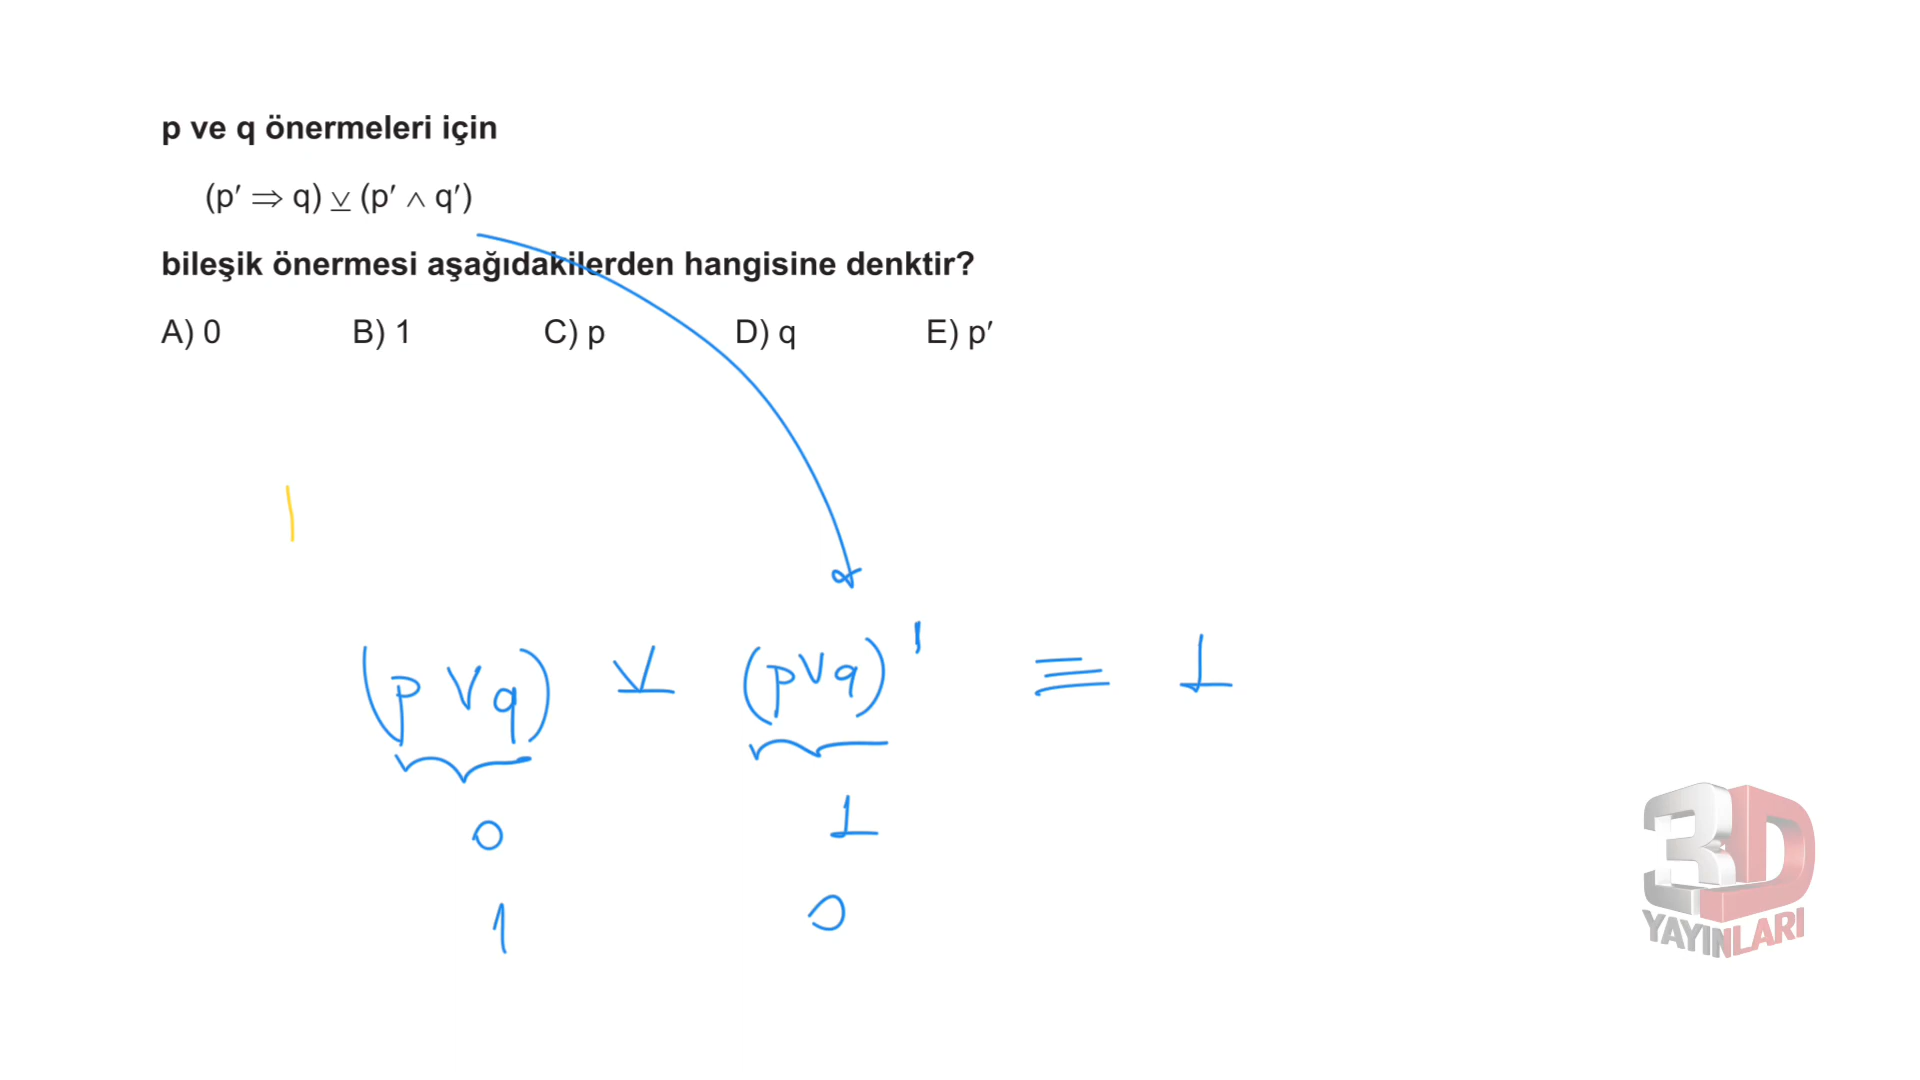 p ve q önermeleri için
(p′ ⇒ q) ⊻ (p′ ∧ q′)
bileşik önermesi aşağıdakilerden hangisine denktir?
A) 0 B) 1 C) p D) q E) p′
(p ∨ q) ⊻ (p ∨ q)' ≡ 1
0 1
1 0
3D
YAYINLARI